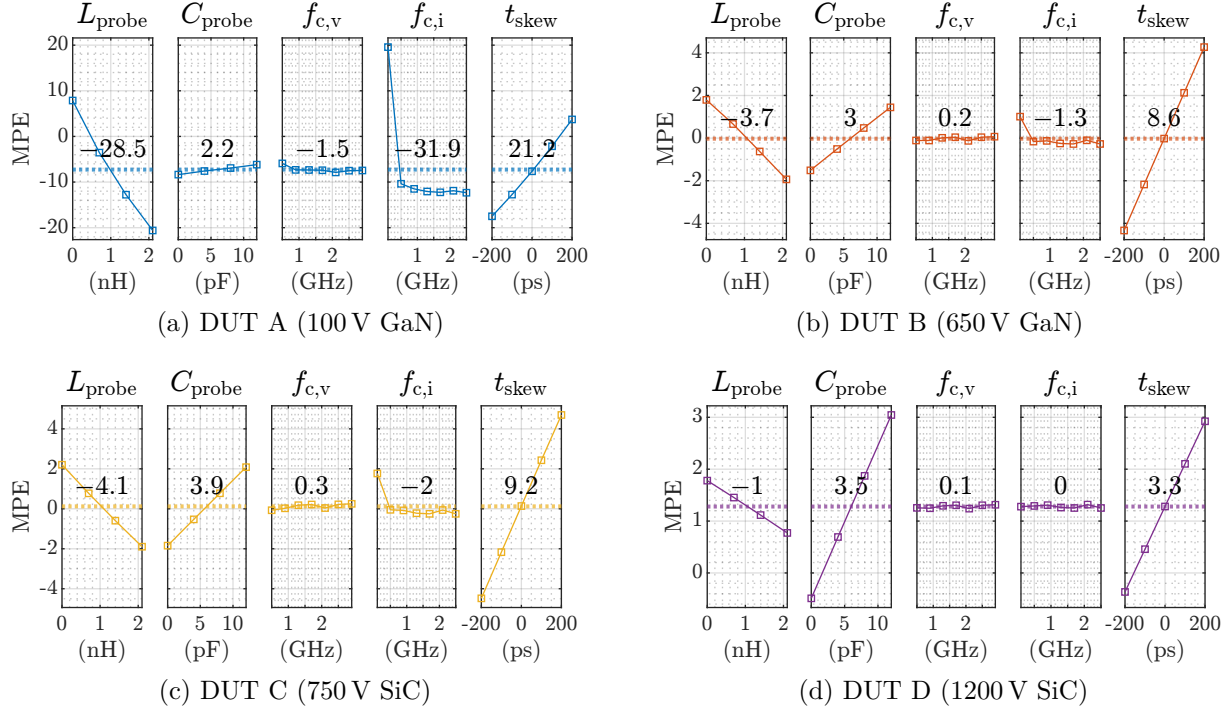 L_probe C_probe f_c,v f_c,i t_skew
MPE
20
10
0
-10
-20
−28.5 2.2 −1.5 −31.9 21.2
0 1 2 0 5 10 1 2 1 2 -200 0 200
(nH) (pF) (GHz) (GHz) (ps)
(a) DUT A (100 V GaN)
L_probe C_probe f_c,v f_c,i t_skew
MPE
4
2
0
-2
-4
−3.7 3 0.2 −1.3 8.6
0 1 2 0 5 10 1 2 1 2 -200 0 200
(nH) (pF) (GHz) (GHz) (ps)
(b) DUT B (650 V GaN)
L_probe C_probe f_c,v f_c,i t_skew
MPE
4
2
0
-2
-4
−4.1 3.9 0.3 −2 9.2
0 1 2 0 5 10 1 2 1 2 -200 0 200
(nH) (pF) (GHz) (GHz) (ps)
(c) DUT C (750 V SiC)
L_probe C_probe f_c,v f_c,i t_skew
MPE
3
2
1
0
−1 3.5 0.1 0 3.3
0 1 2 0 5 10 1 2 1 2 -200 0 200
(nH) (pF) (GHz) (GHz) (ps)
(d) DUT D (1200 V SiC)